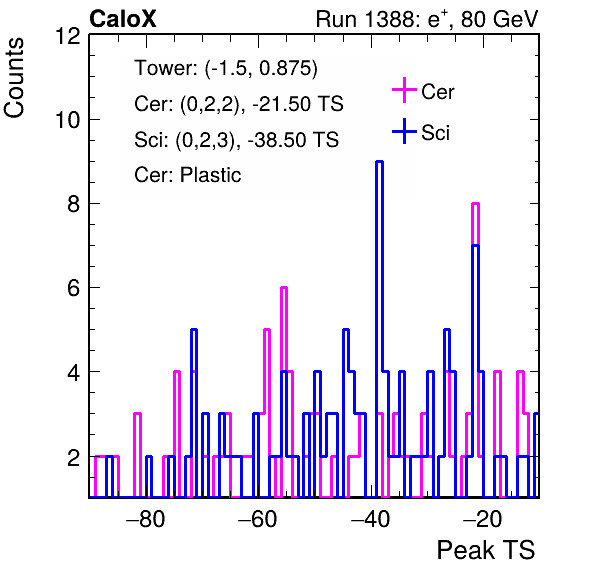 CaloX Run 1388: e⁺, 80 GeV
Counts
Tower: (-1.5, 0.875)
Cer: (0,2,2), -21.50 TS
Sci: (0,2,3), -38.50 TS
Cer: Plastic
Cer
Sci
12
10
8
6
4
2
−80 −60 −40 −20
Peak TS